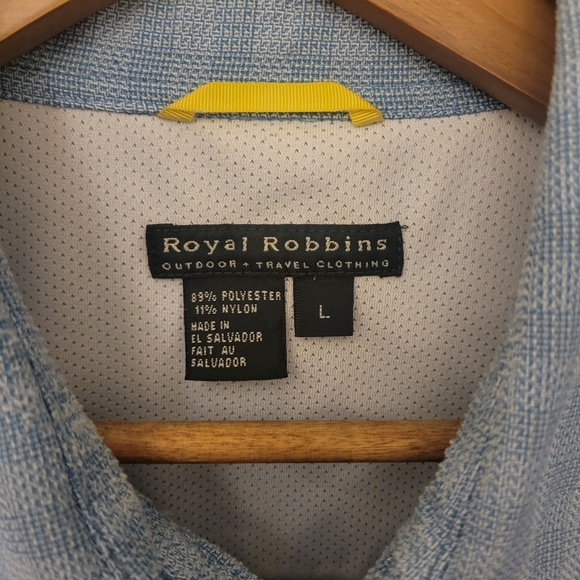 Royal Robbins
OUTDOOR + TRAVEL CLOTHING
89% POLYESTER
11% NYLON
MADE IN
EL SALVADOR
FAIT AU
SALVADOR
L